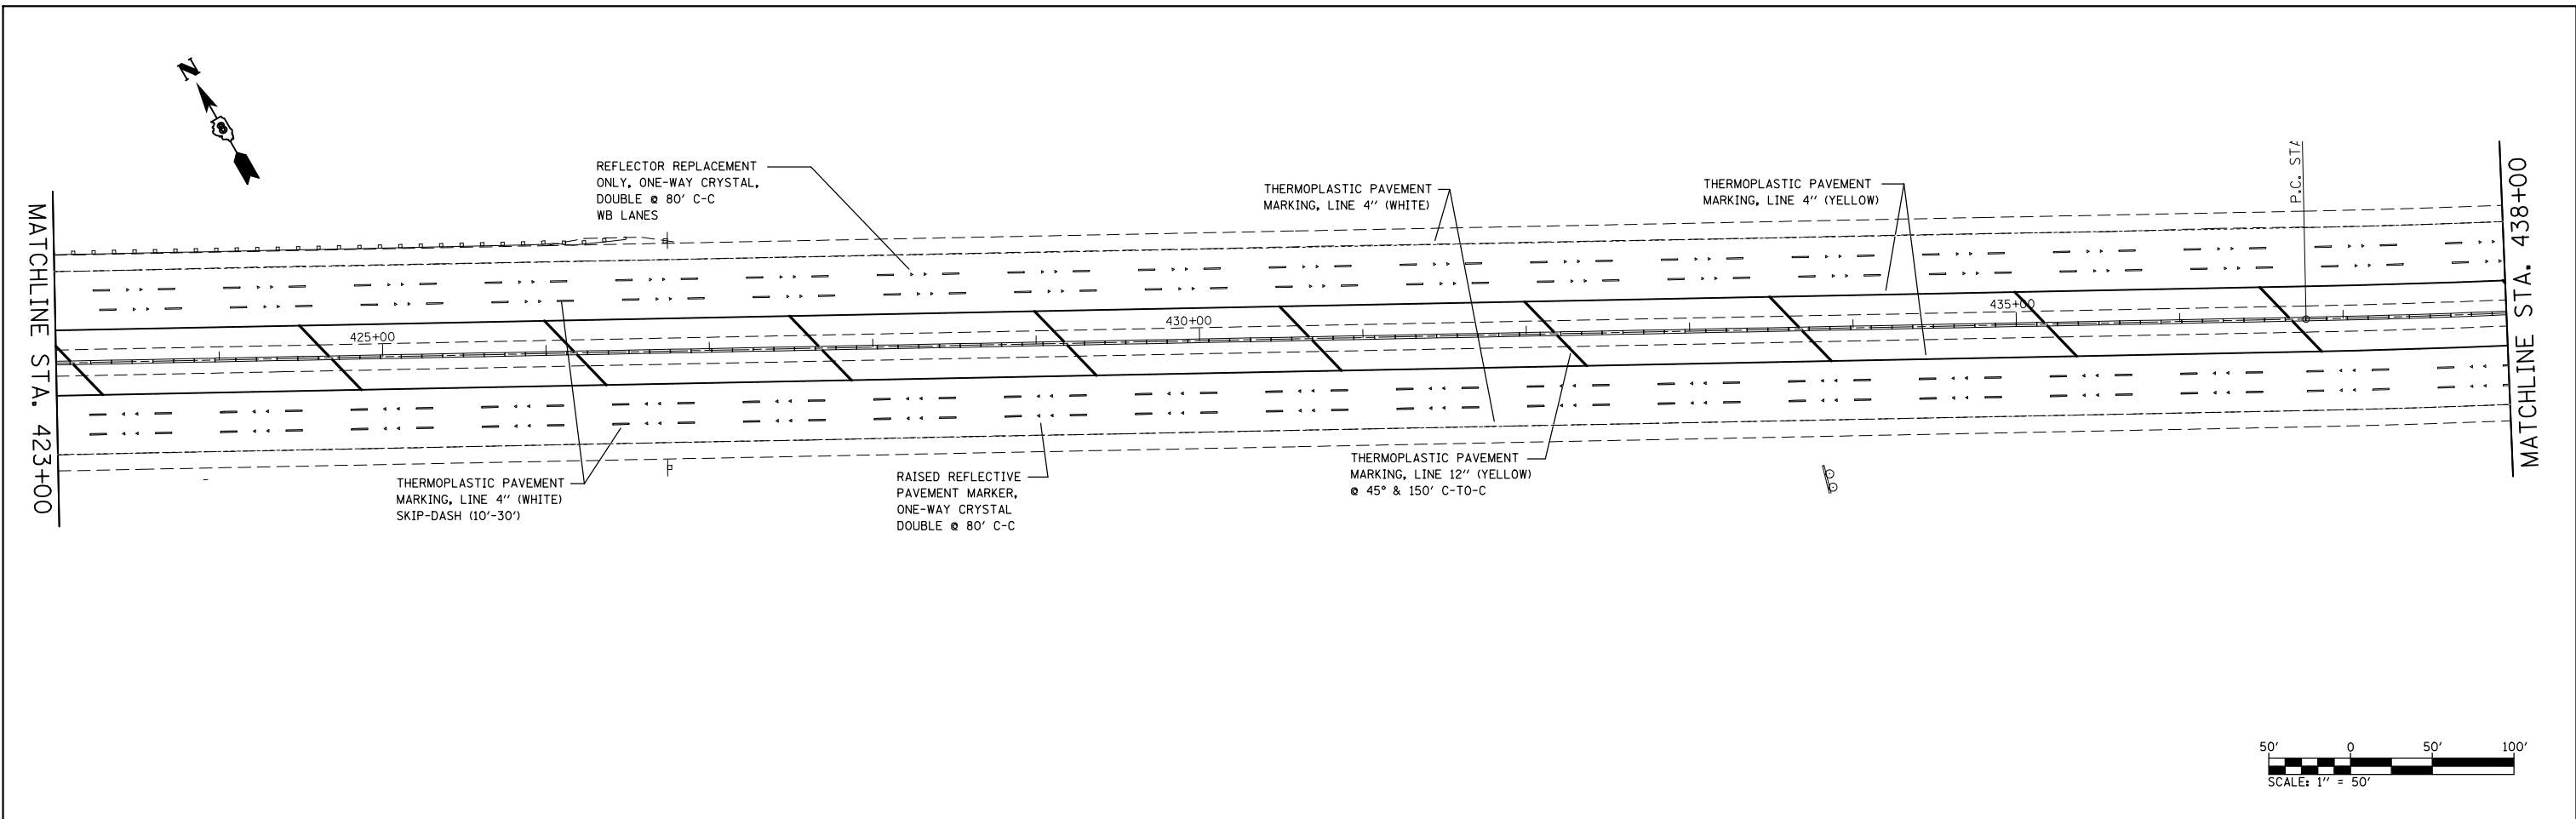 N
REFLECTOR REPLACEMENT
ONLY, ONE-WAY CRYSTAL,
DOUBLE @ 80' C-C
WB LANES
THERMOPLASTIC PAVEMENT
MARKING, LINE 4" (WHITE)
THERMOPLASTIC PAVEMENT
MARKING, LINE 4" (YELLOW)
P.C. STA
MATCHLINE STA. 423+00
MATCHLINE STA. 438+00
425+00
430+00
435+00
THERMOPLASTIC PAVEMENT
MARKING, LINE 4" (WHITE)
SKIP-DASH (10'-30')
RAISED REFLECTIVE
PAVEMENT MARKER,
ONE-WAY CRYSTAL
DOUBLE @ 80' C-C
THERMOPLASTIC PAVEMENT
MARKING, LINE 12" (YELLOW)
@ 45° & 150' C-TO-C
50' 0 50' 100'
SCALE: 1" = 50'